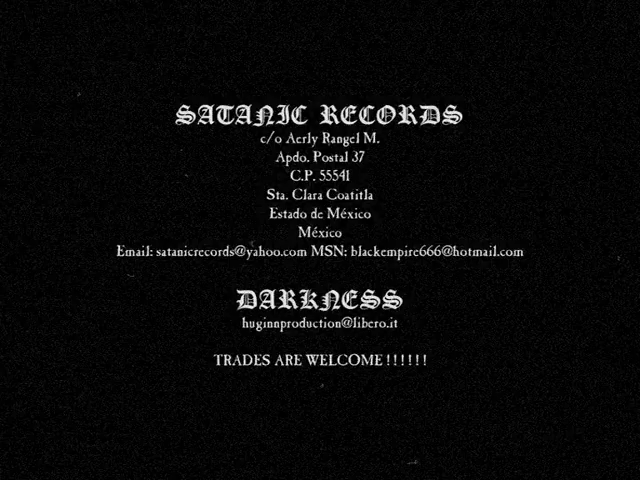 SATANIC RECORDS
c/o Aerly Rangel M.
Apdo. Postal 37
C.P. 55541
Sta. Clara Coatitla
Estado de México
México
Email: satanicrecords@yahoo.com MSN: blackempire666@hotmail.com
DARKNESS
huginnproduction@libero.it
TRADES ARE WELCOME ! ! ! ! ! !